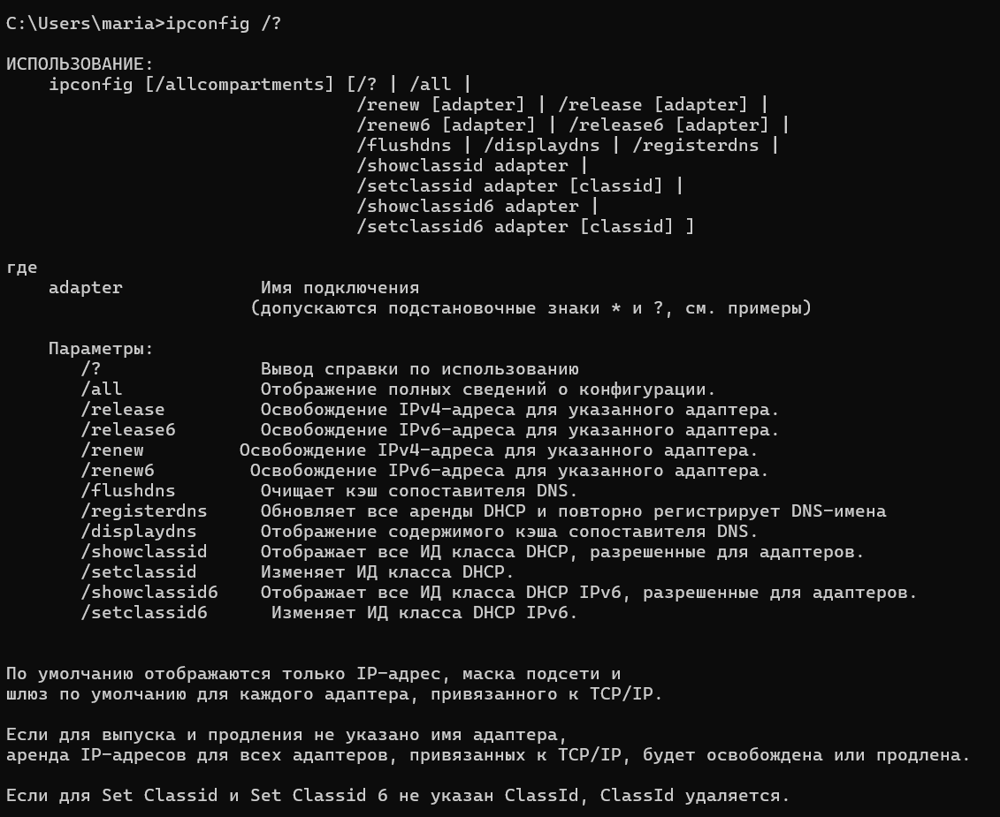 C:\Users\maria>ipconfig /?
ИСПОЛЬЗОВАНИЕ:
ipconfig [/allcompartments] [/? | /all |
/renew [adapter] | /release [adapter] |
/renew6 [adapter] | /release6 [adapter] |
/flushdns | /displaydns | /registerdns |
/showclassid adapter |
/setclassid adapter [classid] |
/showclassid6 adapter |
/setclassid6 adapter [classid] ]
где
adapter Имя подключения
(допускаются подстановочные знаки * и ?, см. примеры)
Параметры:
/? Вывод справки по использованию
/all Отображение полных сведений о конфигурации.
/release Освобождение IPv4-адреса для указанного адаптера.
/release6 Освобождение IPv6-адреса для указанного адаптера.
/renew Освобождение IPv4-адреса для указанного адаптера.
/renew6 Освобождение IPv6-адреса для указанного адаптера.
/flushdns Очищает кэш сопоставителя DNS.
/registerdns Обновляет все аренды DHCP и повторно регистрирует DNS-имена
/displaydns Отображение содержимого кэша сопоставителя DNS.
/showclassid Отображает все ИД класса DHCP, разрешенные для адаптеров.
/setclassid Изменяет ИД класса DHCP.
/showclassid6 Отображает все ИД класса DHCP IPv6, разрешенные для адаптеров.
/setclassid6 Изменяет ИД класса DHCP IPv6.
По умолчанию отображаются только IP-адрес, маска подсети и
шлюз по умолчанию для каждого адаптера, привязанного к TCP/IP.
Если для выпуска и продления не указано имя адаптера,
аренда IP-адресов для всех адаптеров, привязанных к TCP/IP, будет освобождена или продлена.
Если для Set Classid и Set Classid 6 не указан ClassId, ClassId удаляется.